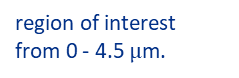 region of interest
from 0 - 4.5 μm.